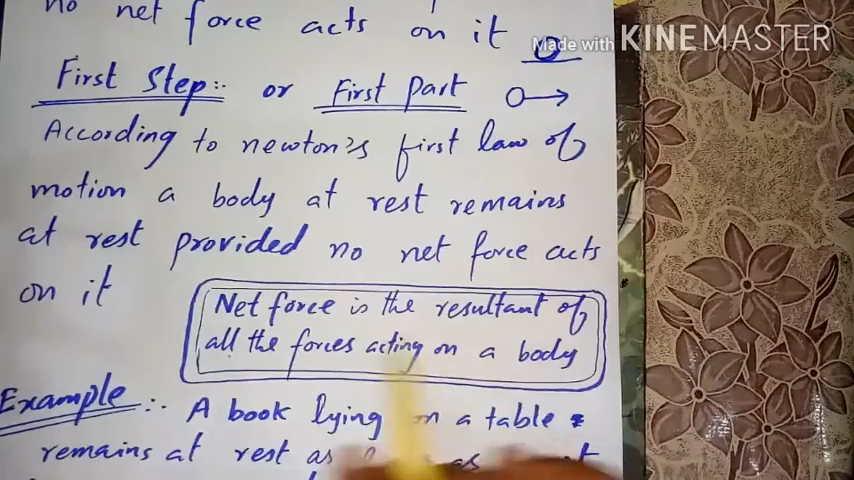 no net force acts on it
Made with KINEMASTER
First Step:- or First Part
According to newton's first law of
motion a body at rest remains
at rest provided no net force acts
on it
Net force is the resultant of
all the forces acting on a body
Example :- A book lying on a table
remains at rest as